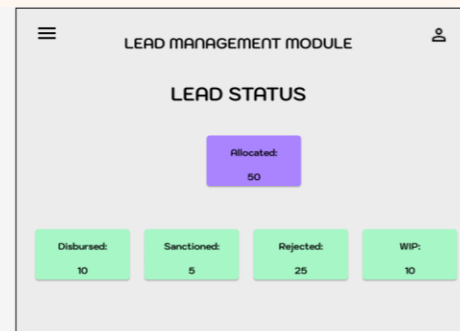 LEAD MANAGEMENT MODULE
LEAD STATUS
Allocated:
50
Disbursed:
10
Sanctioned:
5
Rejected:
25
WIP:
10